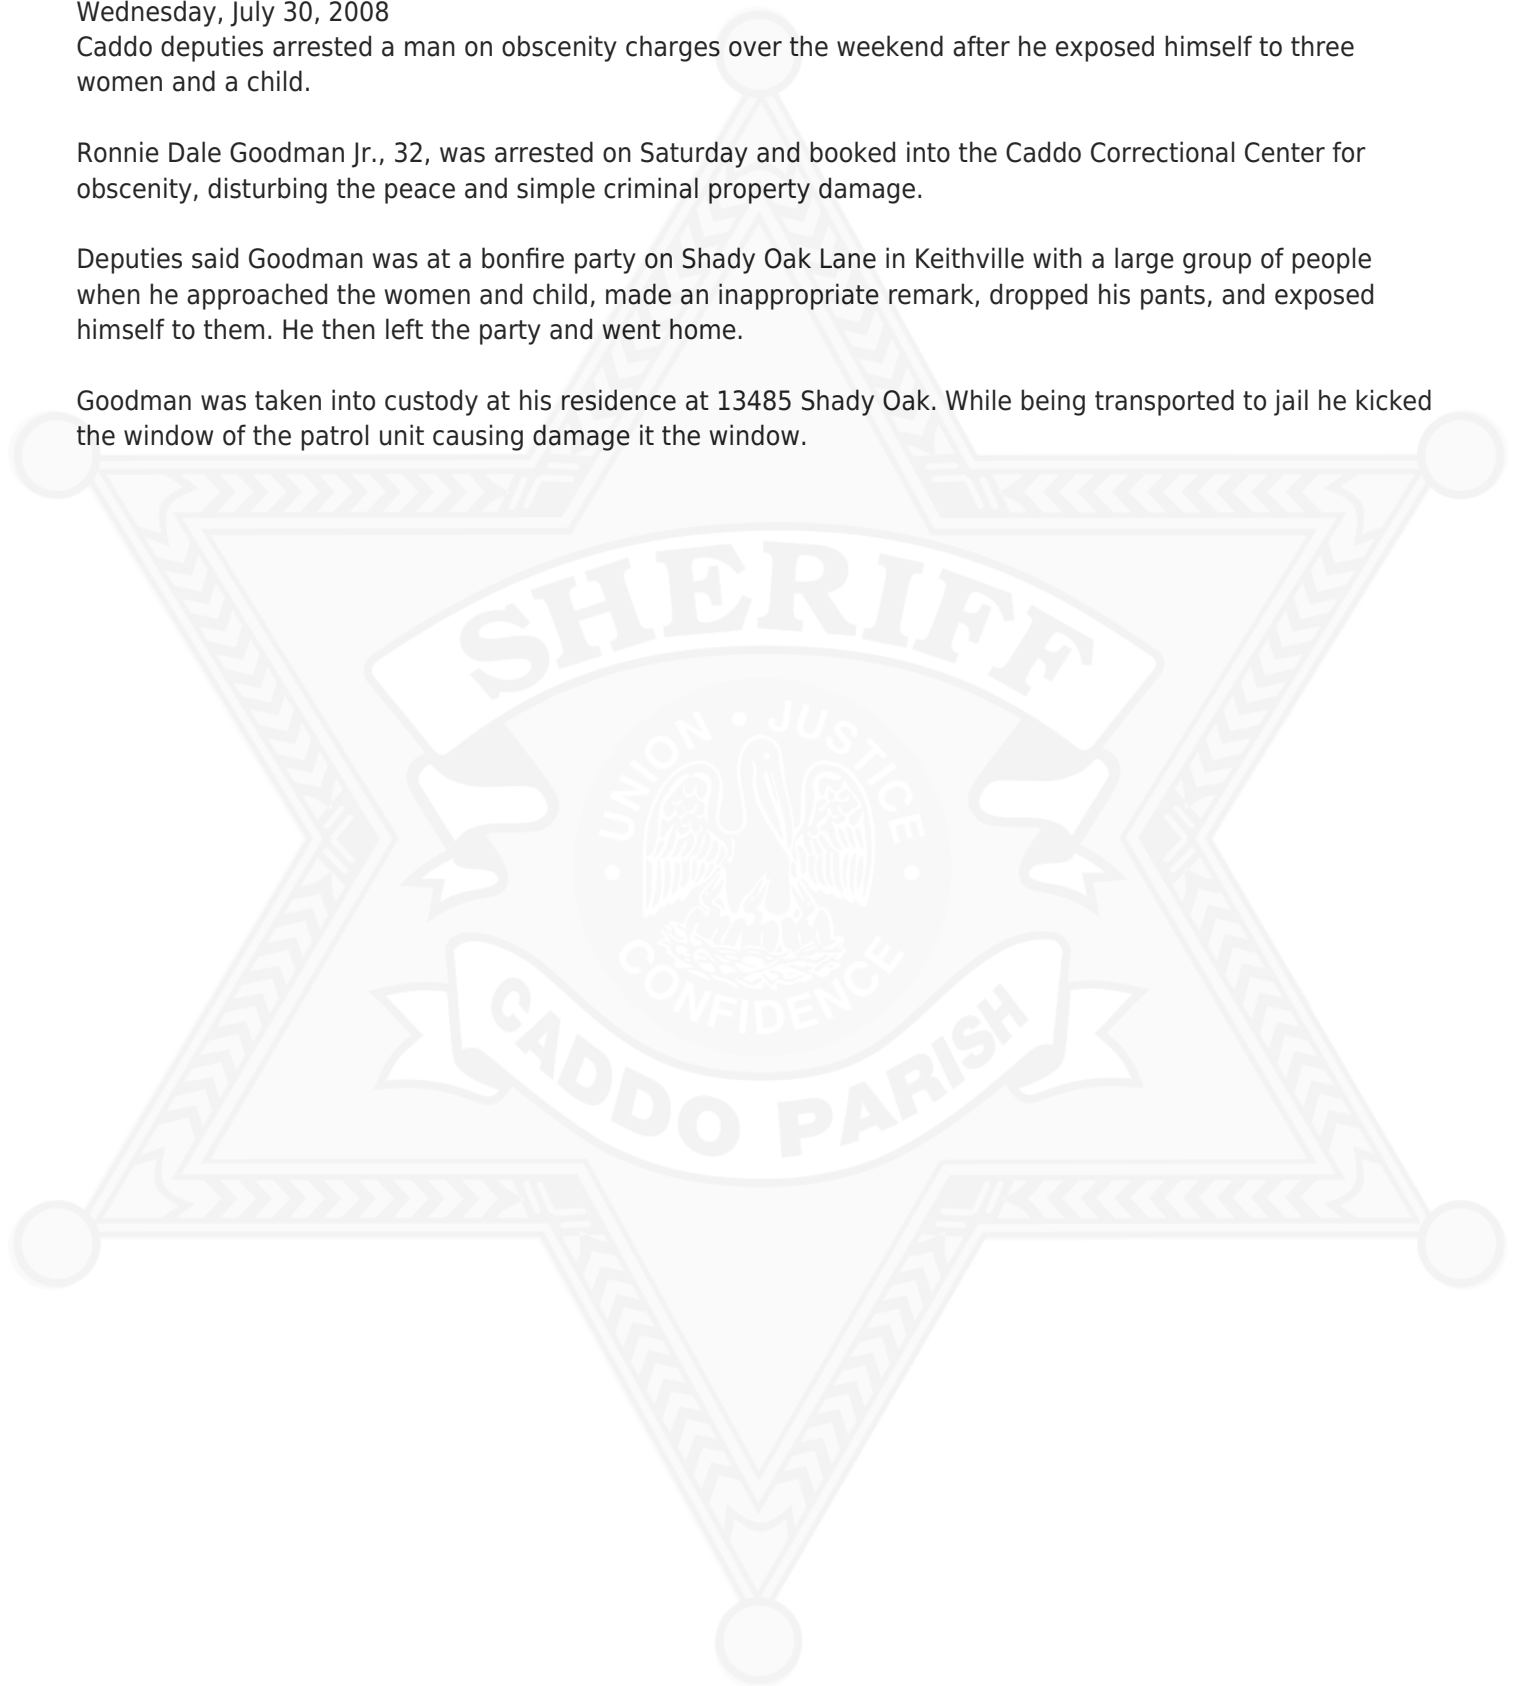 Wednesday, July 30, 2008
Caddo deputies arrested a man on obscenity charges over the weekend after he exposed himself to three
women and a child.
Ronnie Dale Goodman Jr., 32, was arrested on Saturday and booked into the Caddo Correctional Center for
obscenity, disturbing the peace and simple criminal property damage.
Deputies said Goodman was at a bonfire party on Shady Oak Lane in Keithville with a large group of people
when he approached the women and child, made an inappropriate remark, dropped his pants, and exposed
himself to them. He then left the party and went home.
Goodman was taken into custody at his residence at 13485 Shady Oak. While being transported to jail he kicked
the window of the patrol unit causing damage it the window.
SHERIFF
UNION • JUSTICE
• CONFIDENCE •
CADDO PARISH